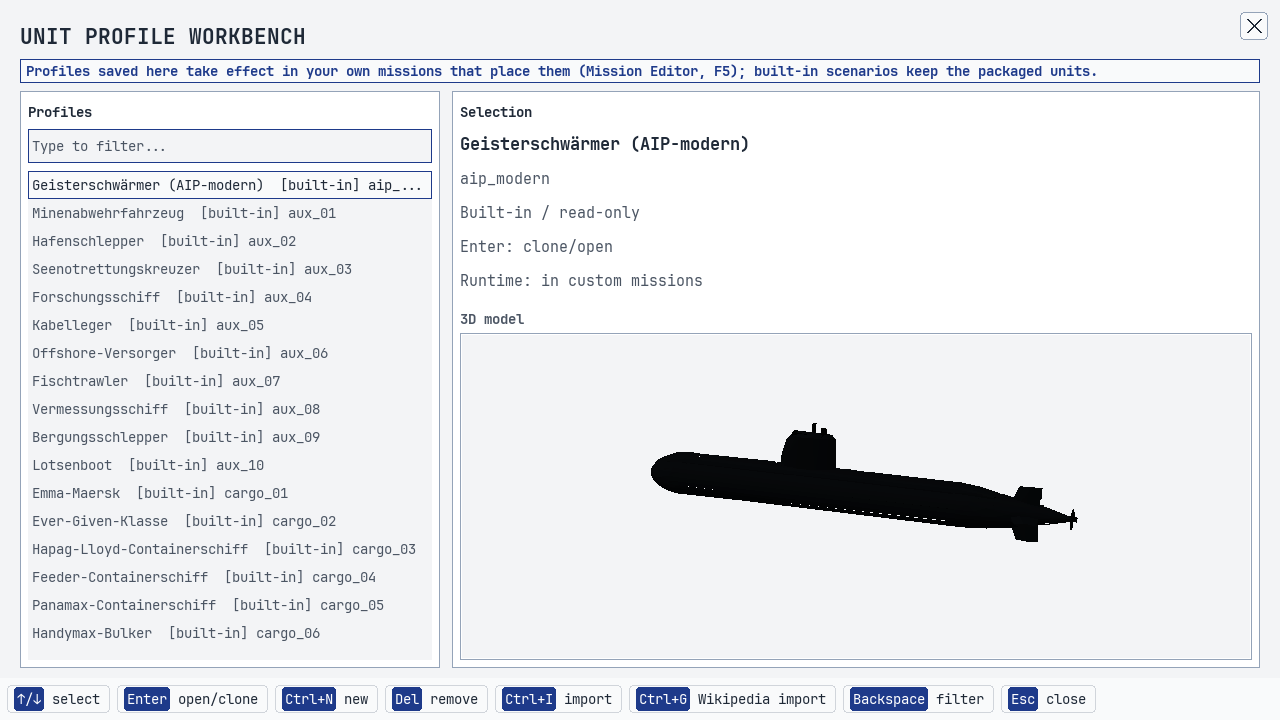 UNIT PROFILE WORKBENCH
Profiles saved here take effect in your own missions that place them (Mission Editor, F5); built-in scenarios keep the packaged units.
Profiles
Type to filter...
Geisterschwärmer (AIP-modern)  [built-in] aip_...
Minenabwehrfahrzeug  [built-in] aux_01
Hafenschlepper  [built-in] aux_02
Seenotrettungskreuzer  [built-in] aux_03
Forschungsschiff  [built-in] aux_04
Kabelleger  [built-in] aux_05
Offshore-Versorger  [built-in] aux_06
Fischtrawler  [built-in] aux_07
Vermessungsschiff  [built-in] aux_08
Bergungsschlepper  [built-in] aux_09
Lotsenboot  [built-in] aux_10
Emma-Maersk  [built-in] cargo_01
Ever-Given-Klasse  [built-in] cargo_02
Hapag-Lloyd-Containerschiff  [built-in] cargo_03
Feeder-Containerschiff  [built-in] cargo_04
Panamax-Containerschiff  [built-in] cargo_05
Handymax-Bulker  [built-in] cargo_06
Selection
Geisterschwärmer (AIP-modern)
aip_modern
Built-in / read-only
Enter: clone/open
Runtime: in custom missions
3D model
↑/↓ select  Enter open/clone  Ctrl+N new  Del remove  Ctrl+I import  Ctrl+G Wikipedia import  Backspace filter  Esc close